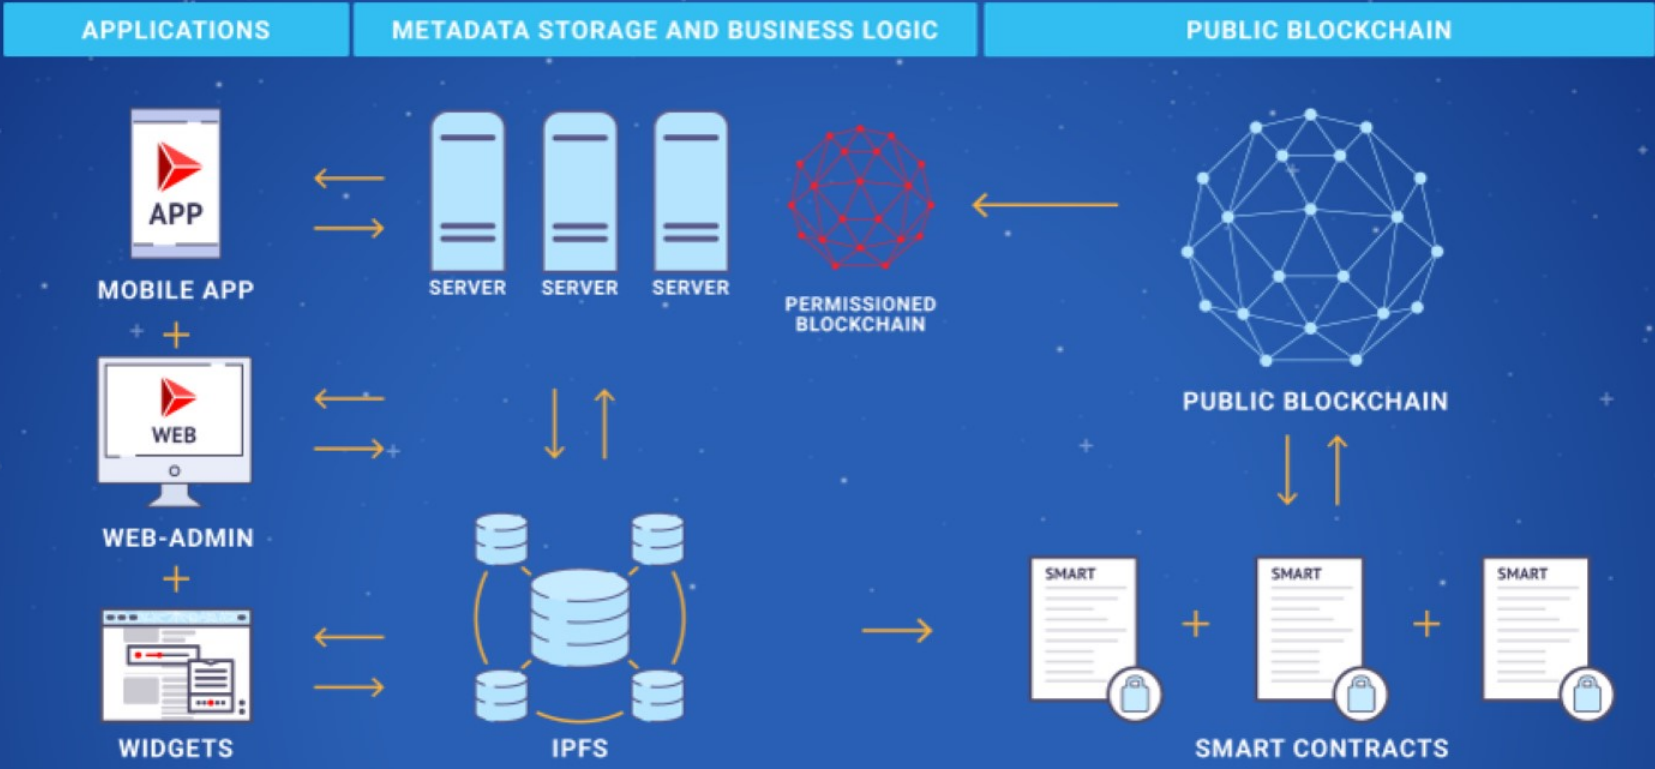 APPLICATIONS
METADATA STORAGE AND BUSINESS LOGIC
PUBLIC BLOCKCHAIN
APP
MOBILE APP
SERVER
SERVER
SERVER
PERMISSIONED
BLOCKCHAIN
PUBLIC BLOCKCHAIN
WEB
WEB-ADMIN
WIDGETS
IPFS
SMART
SMART
SMART
SMART CONTRACTS